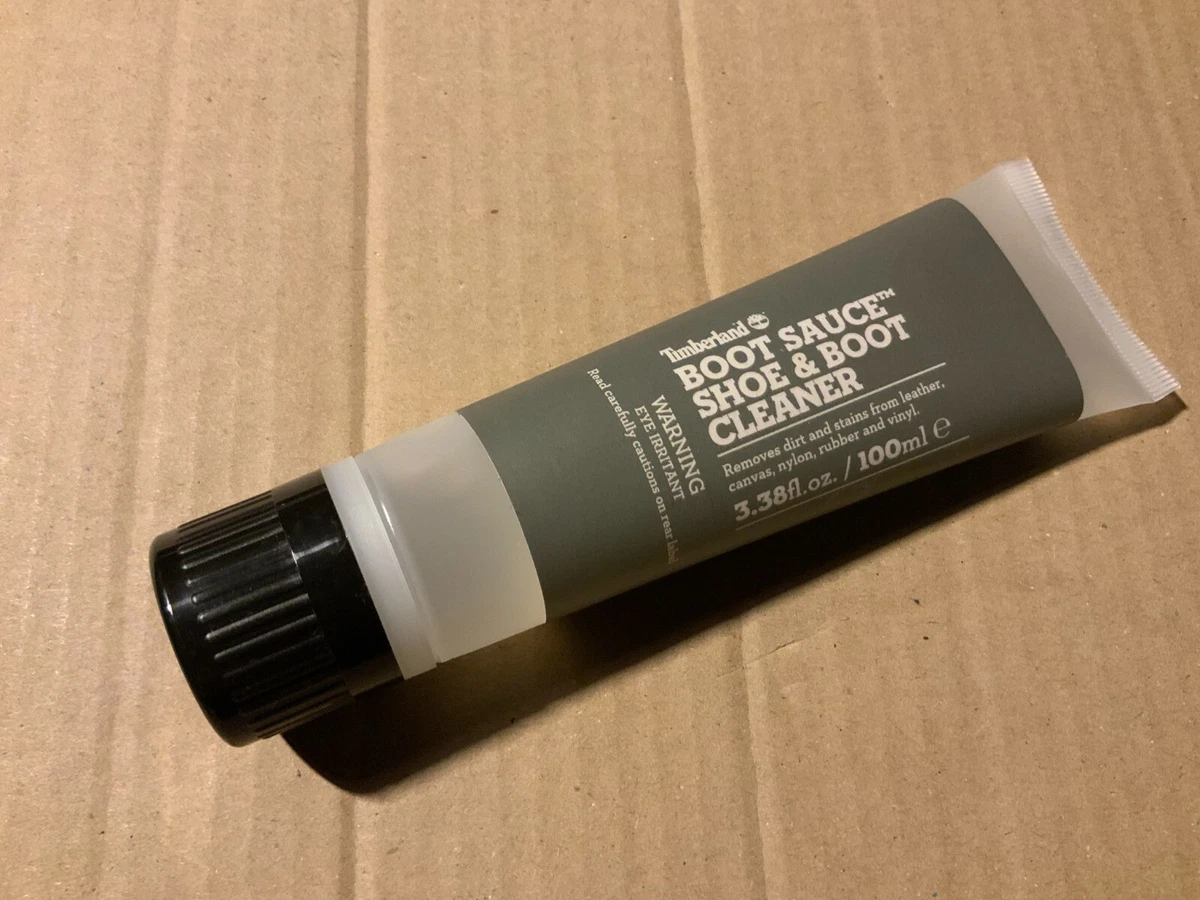 Timberland
BOOT SAUCE™
SHOE & BOOT
CLEANER
Removes dirt and stains from leather,
canvas, nylon, rubber and vinyl.
3.38fl.oz. / 100ml ℮
WARNING
EYE IRRITANT
Read carefully cautions on rear label